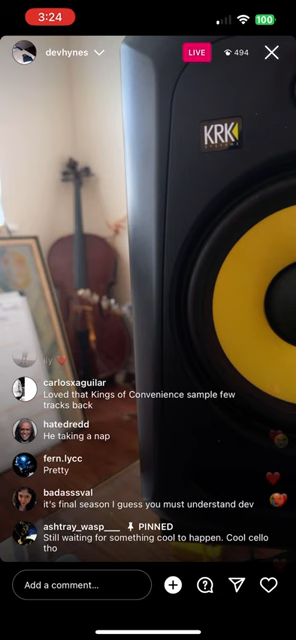 3:24
100
devhynes
LIVE
494
KRK
SYSTEMS
carlosxaguilar
Loved that Kings of Convenience sample few
tracks back
hatedredd
He taking a nap
fern.lycc
Pretty
badasssval
it's final season I guess you must understand dev
ashtray_wasp___ PINNED
Still waiting for something cool to happen. Cool cello
tho
Add a comment...